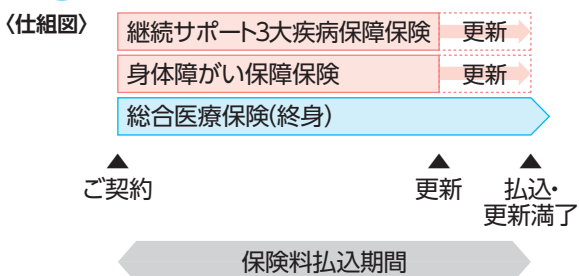 〈仕組図〉
継続サポート3大疾病保障保険 更新
身体障がい保障保険 更新
総合医療保険(終身)
ご契約 更新 払込・
更新満了
保険料払込期間